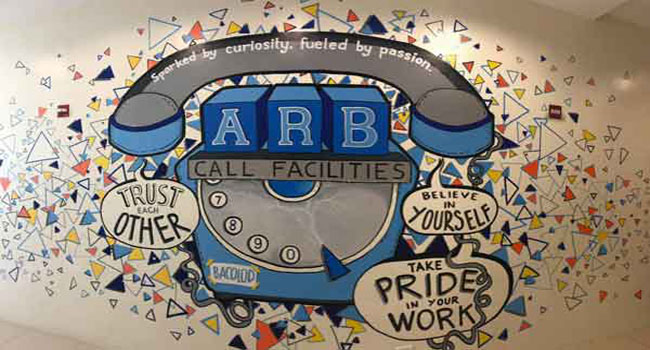 Sparked by curiosity. fueled by passion.
ARB
CALL FACILITIES
TRUST
EACH
OTHER
BELIEVE
IN
YOURSELF
7
8
9
0
BACOLOD
TAKE
PRIDE
IN YOUR
WORK